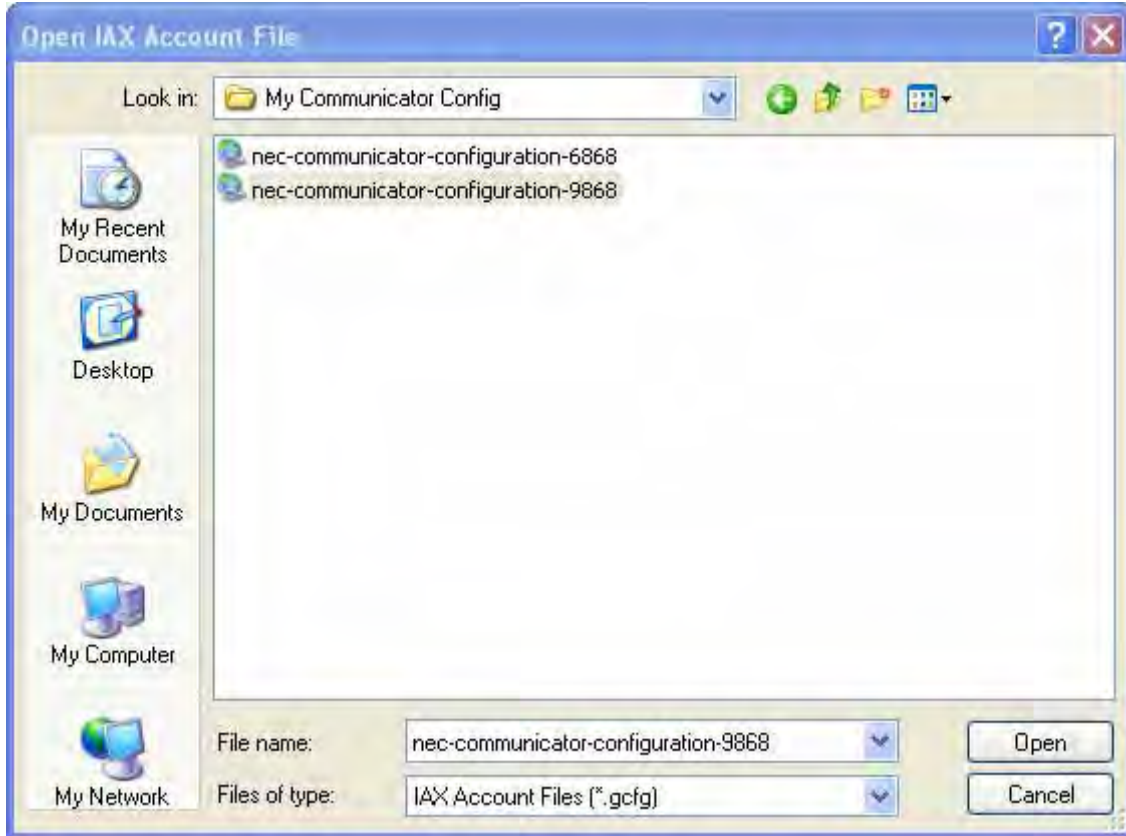 Open IAX Account File
Look in: My Communicator Config
nec-communicator-configuration-6868
nec-communicator-configuration-9868
My Recent
Documents
Desktop
My Documents
My Computer
My Network
File name: nec-communicator-configuration-9868 Open
Files of type: IAX Account Files (*.gcfg) Cancel